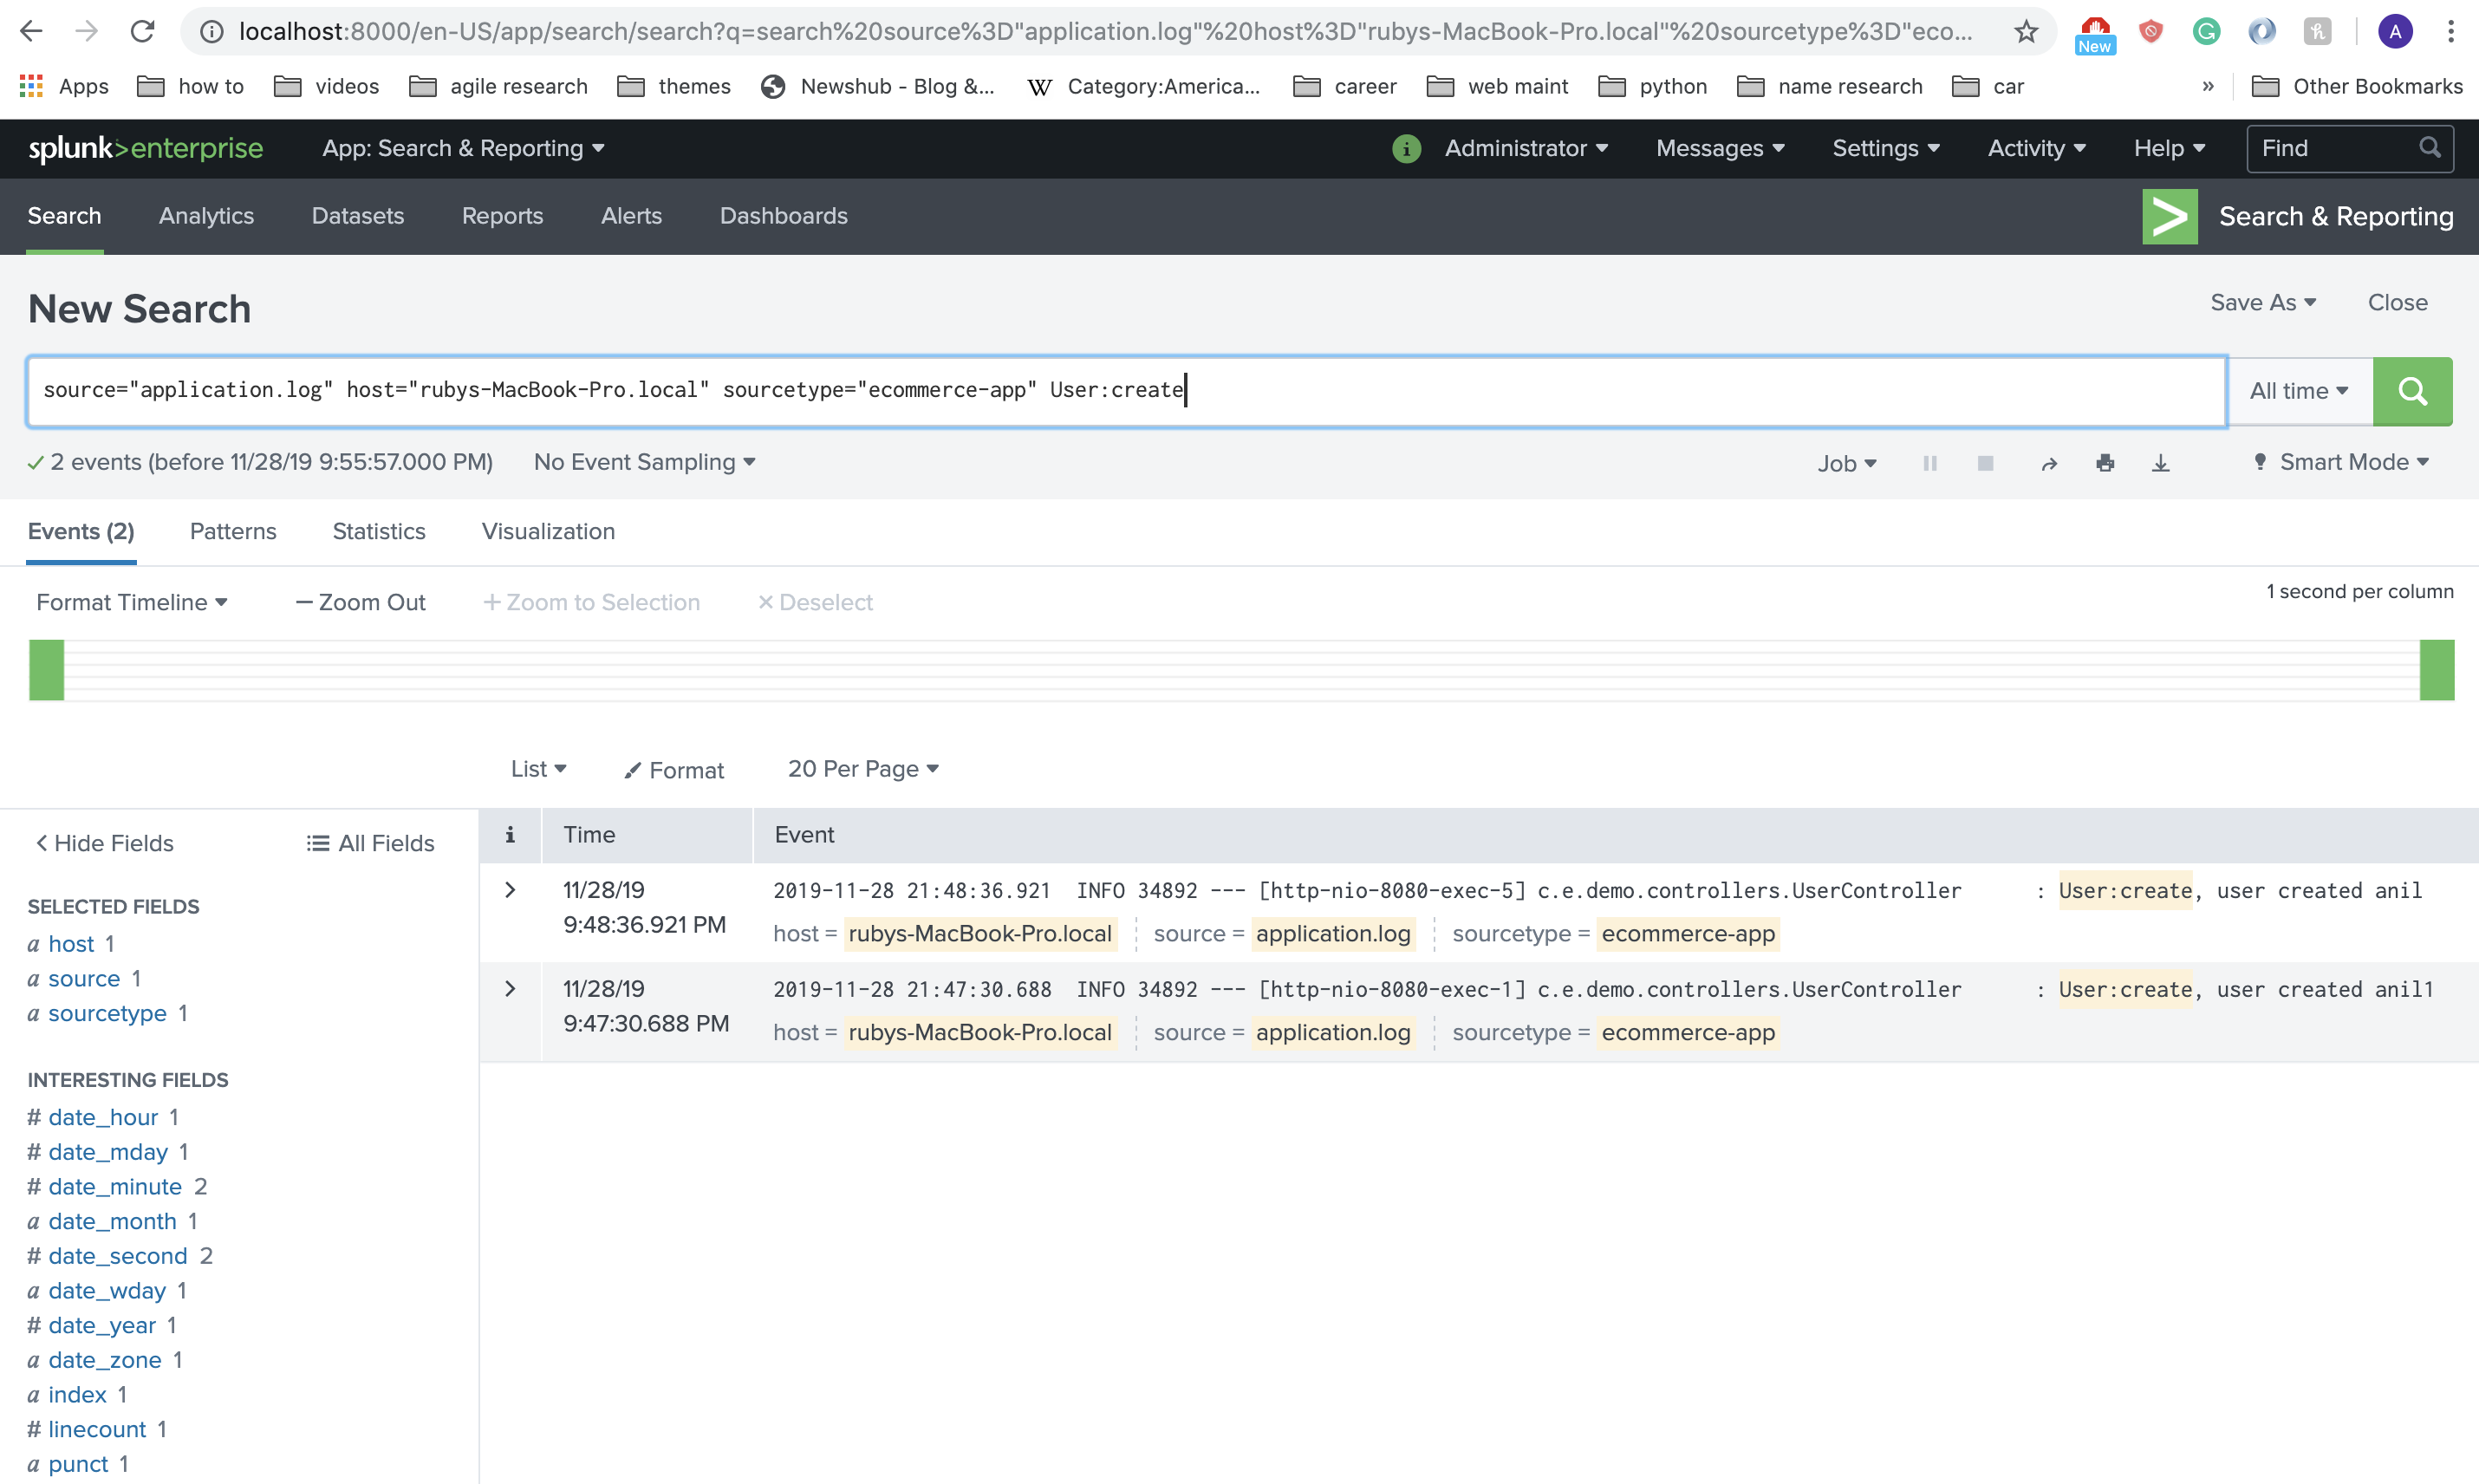 localhost:8000/en-US/app/search/search?q=search%20source%3D"application.log"%20host%3D"rubys-MacBook-Pro.local"%20sourcetype%3D"eco...
New
A
Apps how to videos agile research themes Newshub - Blog &... W Category:America... career web maint python name research car » Other Bookmarks
splunk>enterprise App: Search & Reporting i Administrator Messages Settings Activity Help Find
Search Analytics Datasets Reports Alerts Dashboards > Search & Reporting
New Search Save As Close
source="application.log" host="rubys-MacBook-Pro.local" sourcetype="ecommerce-app" User:create All time
2 events (before 11/28/19 9:55:57.000 PM) No Event Sampling Job Smart Mode
Events (2) Patterns Statistics Visualization
Format Timeline — Zoom Out + Zoom to Selection × Deselect 1 second per column
List Format 20 Per Page
< Hide Fields All Fields
SELECTED FIELDS
a host 1
a source 1
a sourcetype 1
INTERESTING FIELDS
# date_hour 1
# date_mday 1
# date_minute 2
a date_month 1
# date_second 2
a date_wday 1
# date_year 1
a date_zone 1
a index 1
# linecount 1
a punct 1
i Time Event
> 11/28/19 9:48:36.921 PM
2019-11-28 21:48:36.921 INFO 34892 --- [http-nio-8080-exec-5] c.e.demo.controllers.UserController : User:create, user created anil
host = rubys-MacBook-Pro.local source = application.log sourcetype = ecommerce-app
> 11/28/19 9:47:30.688 PM
2019-11-28 21:47:30.688 INFO 34892 --- [http-nio-8080-exec-1] c.e.demo.controllers.UserController : User:create, user created anil1
host = rubys-MacBook-Pro.local source = application.log sourcetype = ecommerce-app